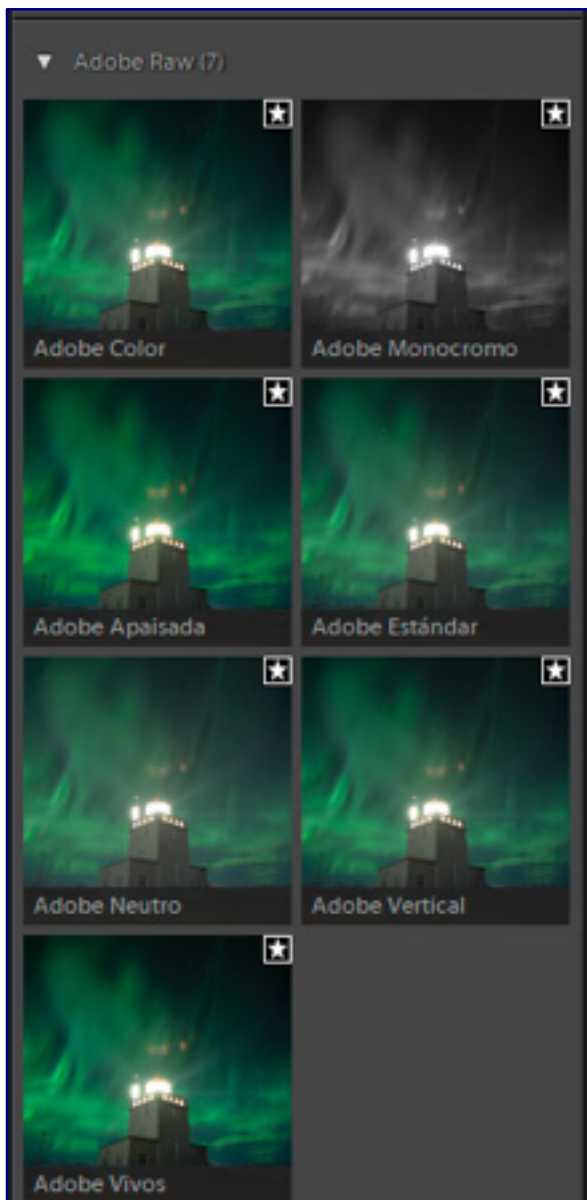 Adobe Raw (7)
Adobe Color
Adobe Monocromo
Adobe Apaisada
Adobe Estándar
Adobe Neutro
Adobe Vertical
Adobe Vivos